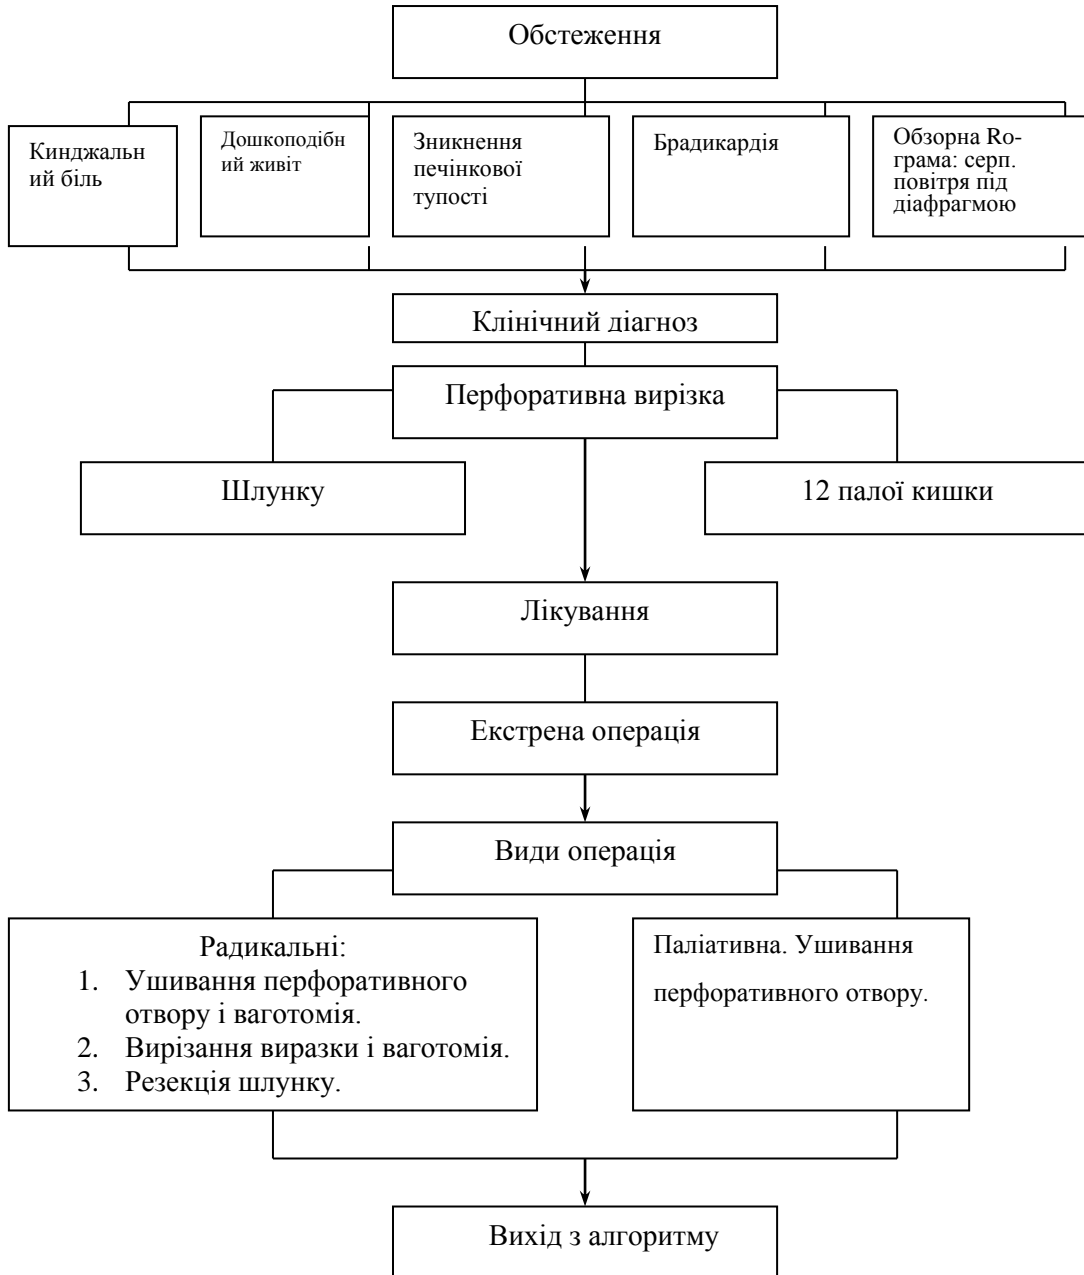 Обстеження
Кинджальн
ий біль
Дошкоподібн
ий живіт
Зникнення
печінкової
тупості
Брадикардія
Обзорна Ro-
грама: серп.
повітря під
діафрагмою
Клінічний діагноз
Перфоративна вирізка
Шлунку
12 палої кишки
Лікування
Екстрена операція
Види операція
Радикальні:
1. Ушивання перфоративного
отвору і ваготомія.
2. Вирізання виразки і ваготомія.
3. Резекція шлунку.
Паліативна. Ушивання
перфоративного отвору.
Вихід з алгоритму